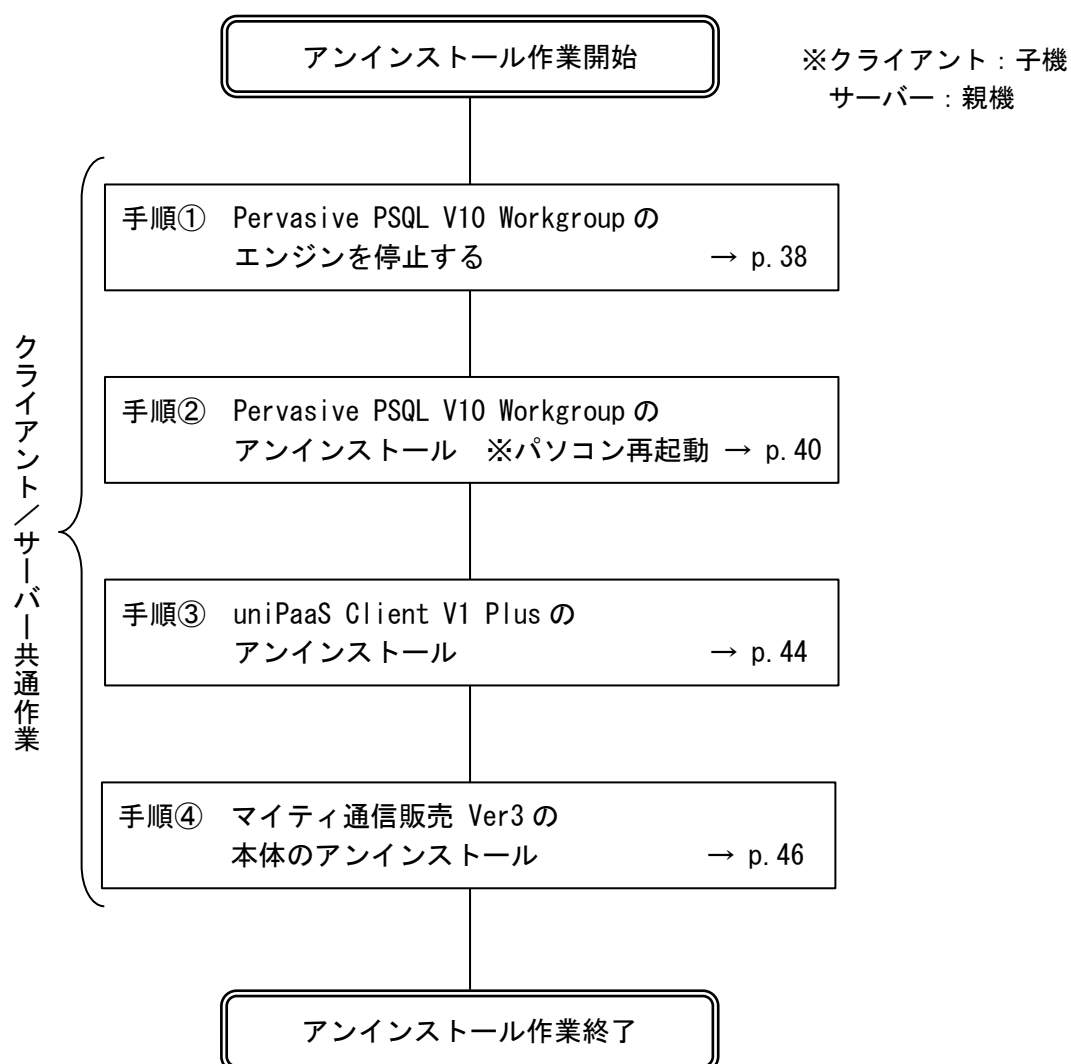 アンインストール作業開始
※クライアント：子機
サーバー：親機
手順① Pervasive PSQL V10 Workgroup の
エンジンを停止する → p.38
手順② Pervasive PSQL V10 Workgroup の
アンインストール ※パソコン再起動 → p.40
クライアント／サーバー共通作業
手順③ uniPaaS Client V1 Plus の
アンインストール → p.44
手順④ マイティ通信販売 Ver3 の
本体のアンインストール → p.46
アンインストール作業終了